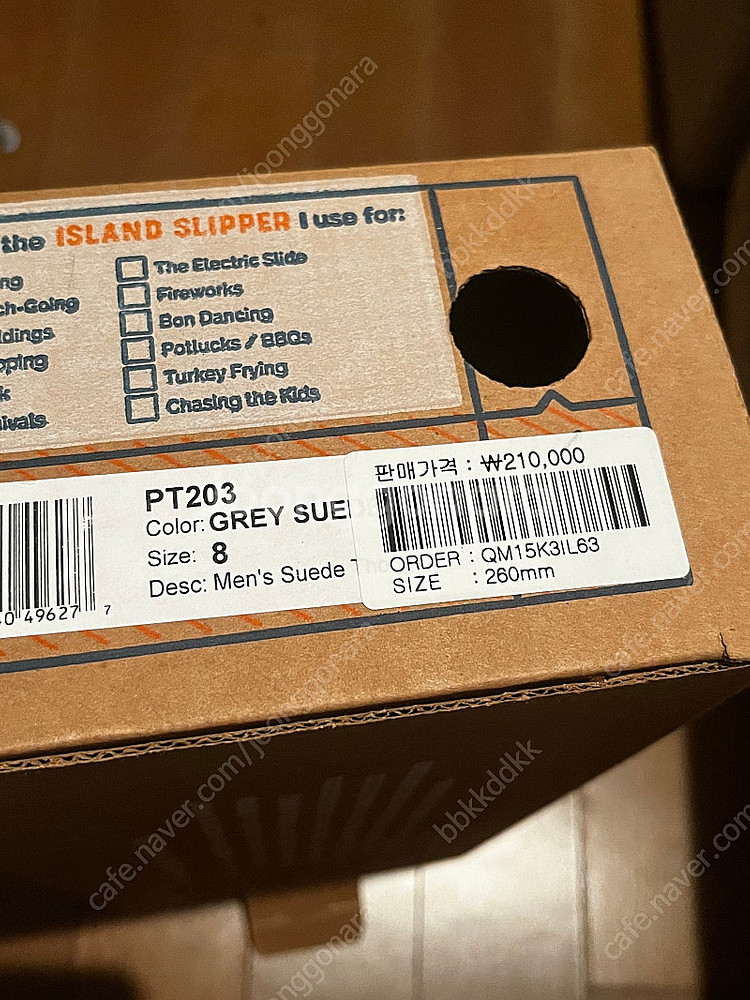 the ISLAND SLIPPER I use for:
The Electric Slide
Fireworks
Bon Dancing
Potlucks / BBQs
Turkey Frying
Chasing the Kids
PT203
Color: GREY SUE
Size: 8
Desc: Men's Suede
49627 7
판매가격 : ₩210,000
ORDER : QM15K3IL63
SIZE : 260mm
cafe.naver.com/joonggonara
bbkkddkk